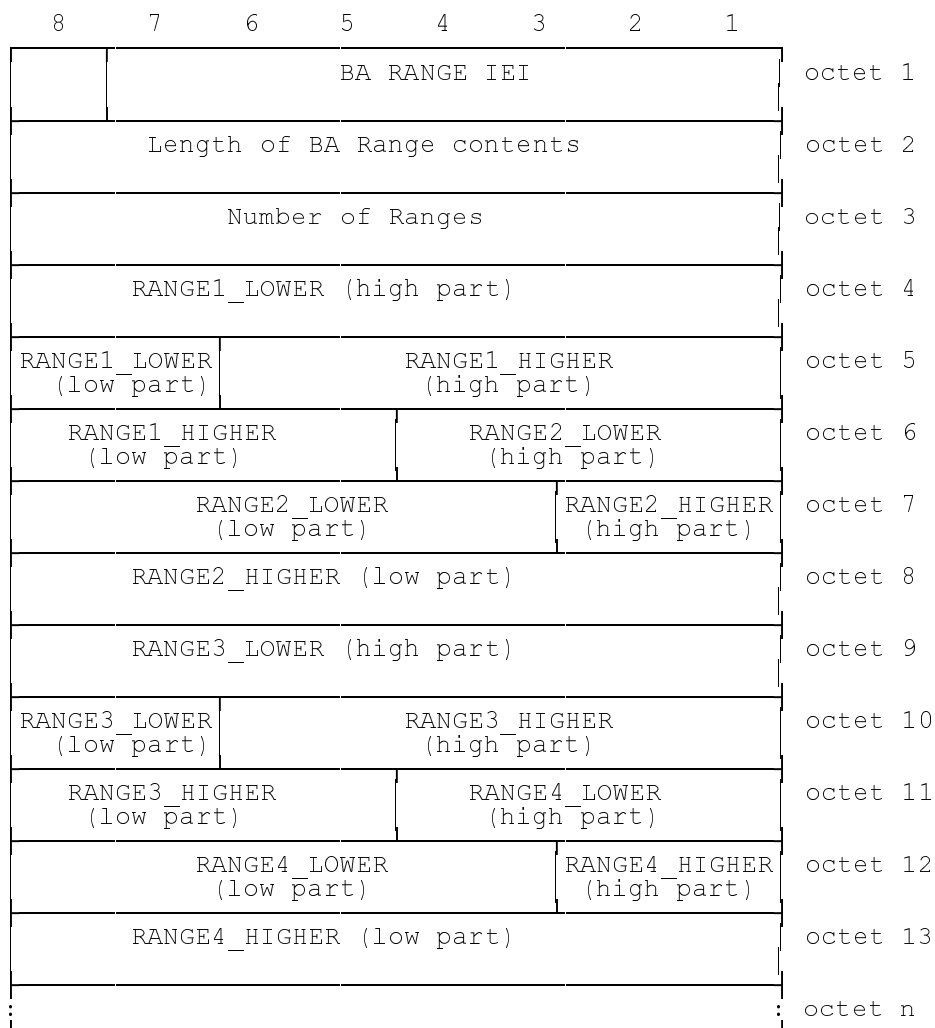 8 7 6 5 4 3 2 1
BA RANGE IEI octet 1
Length of BA Range contents octet 2
Number of Ranges octet 3
RANGE1_LOWER (high part) octet 4
RANGE1_LOWER RANGE1_HIGHER octet 5
(low part) (high part)
RANGE1_HIGHER RANGE2_LOWER octet 6
(low part) (high part)
RANGE2_LOWER RANGE2_HIGHER octet 7
(low part) (high part)
RANGE2_HIGHER (low part) octet 8
RANGE3_LOWER (high part) octet 9
RANGE3_LOWER RANGE3_HIGHER octet 10
(low part) (high part)
RANGE3_HIGHER RANGE4_LOWER octet 11
(low part) (high part)
RANGE4_LOWER RANGE4_HIGHER octet 12
(low part) (high part)
RANGE4_HIGHER (low part) octet 13
: : octet n